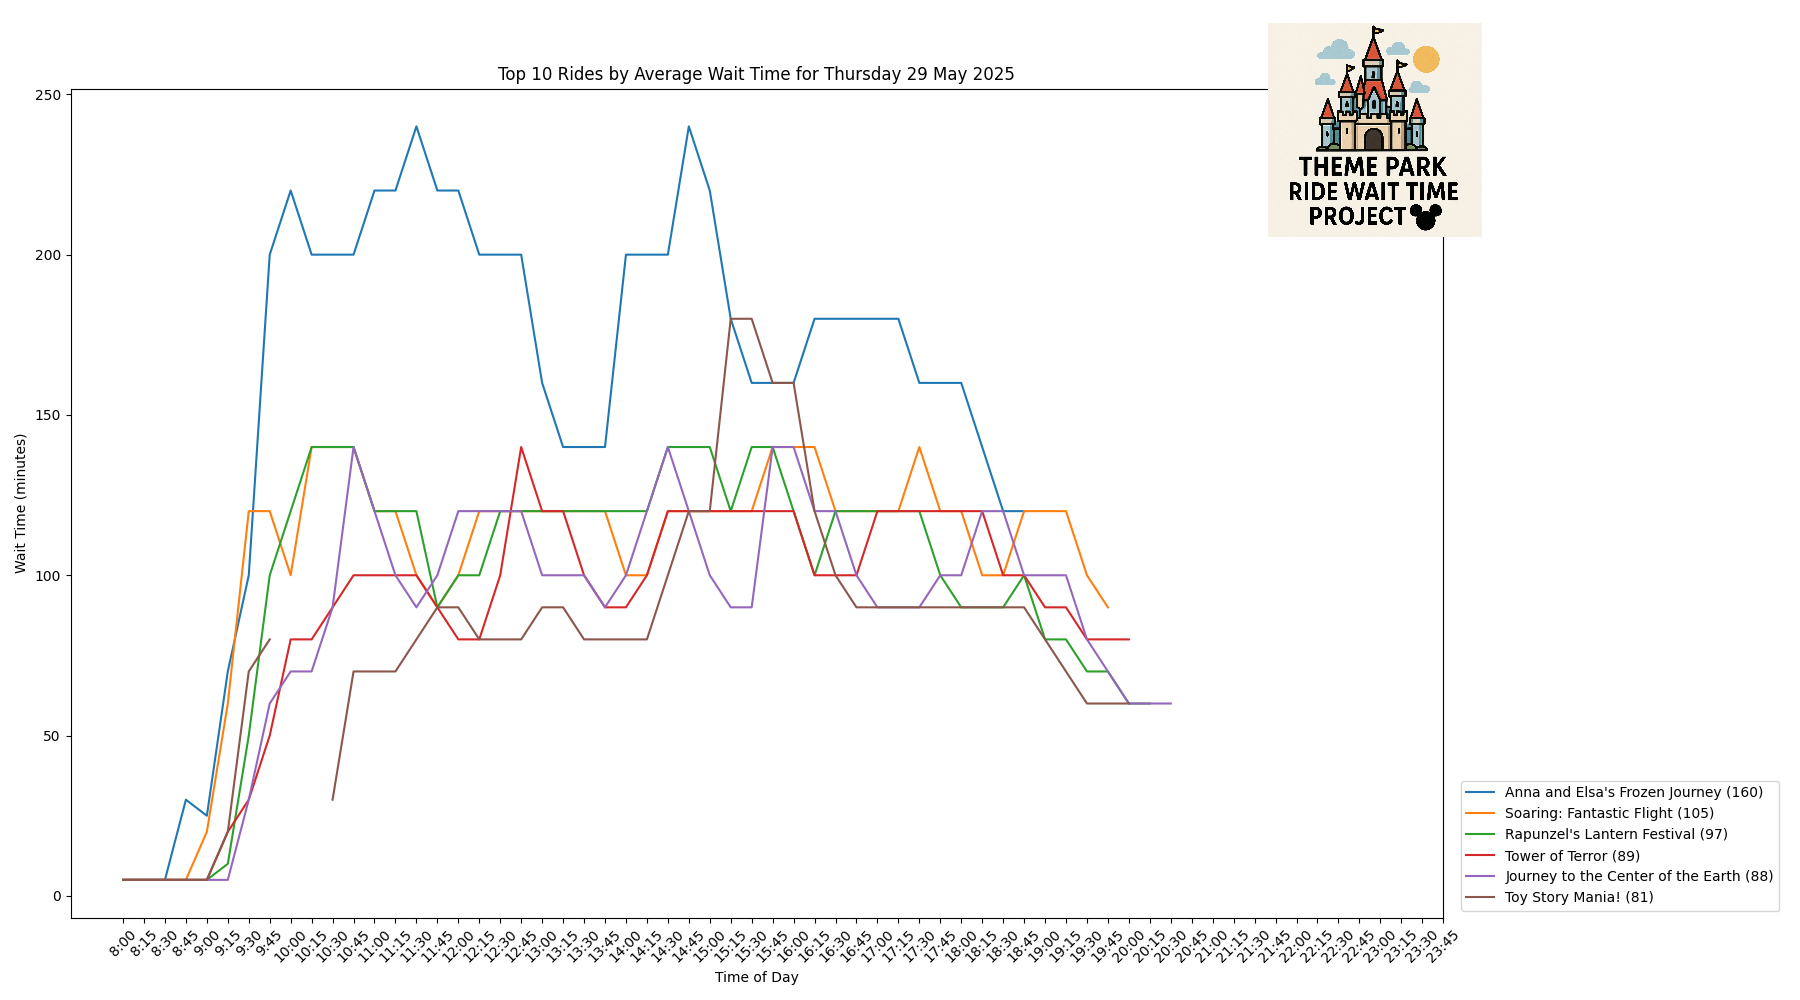 Top 10 Rides by Average Wait Time for Thursday 29 May 2025
THEME PARK
RIDE WAIT TIME
PROJECT
Wait Time (minutes)
250
200
150
100
50
0
8:00 8:15 8:30 8:45 9:00 9:15 9:30 9:45 10:00 10:15 10:30 10:45 11:00 11:15 11:30 11:45 12:00 12:15 12:30 12:45 13:00 13:15 13:30 13:45 14:00 14:15 14:30 14:45 15:00 15:15 15:30 15:45 16:00 16:15 16:30 16:45 17:00 17:15 17:30 17:45 18:00 18:15 18:30 18:45 19:00 19:15 19:30 19:45 20:00 20:15 20:30 20:45 21:00 21:15 21:30 21:45 22:00 22:15 22:30 22:45 23:00 23:15 23:30 23:45
Time of Day
Anna and Elsa's Frozen Journey (160)
Soaring: Fantastic Flight (105)
Rapunzel's Lantern Festival (97)
Tower of Terror (89)
Journey to the Center of the Earth (88)
Toy Story Mania! (81)